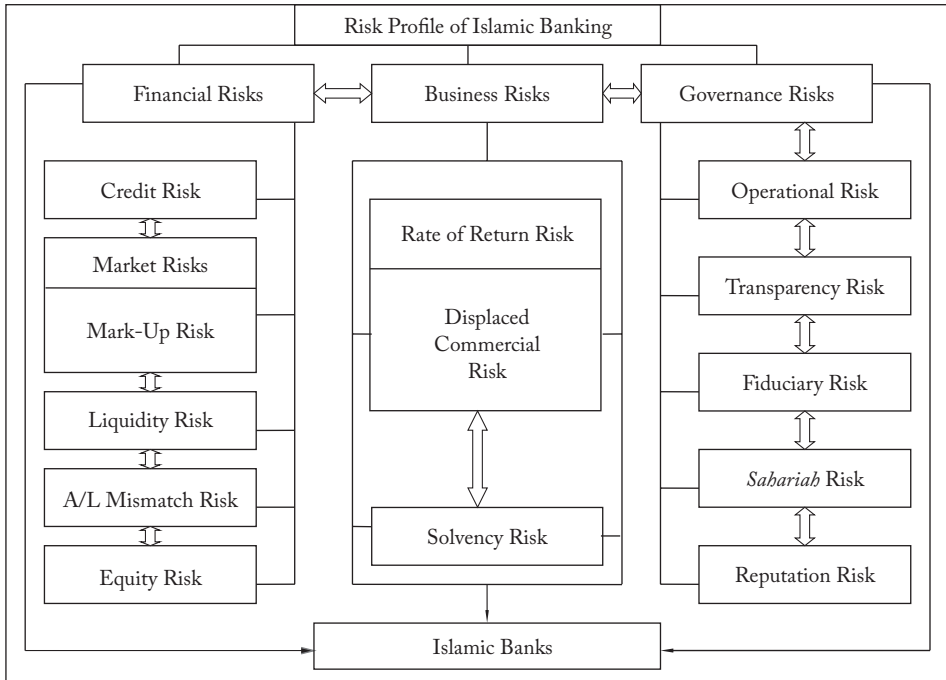 Risk Profile of Islamic Banking
Financial Risks
Business Risks
Governance Risks
Credit Risk
Market Risks
Mark-Up Risk
Liquidity Risk
A/L Mismatch Risk
Equity Risk
Rate of Return Risk
Displaced
Commercial
Risk
Solvency Risk
Operational Risk
Transparency Risk
Fiduciary Risk
Sahariah Risk
Reputation Risk
Islamic Banks